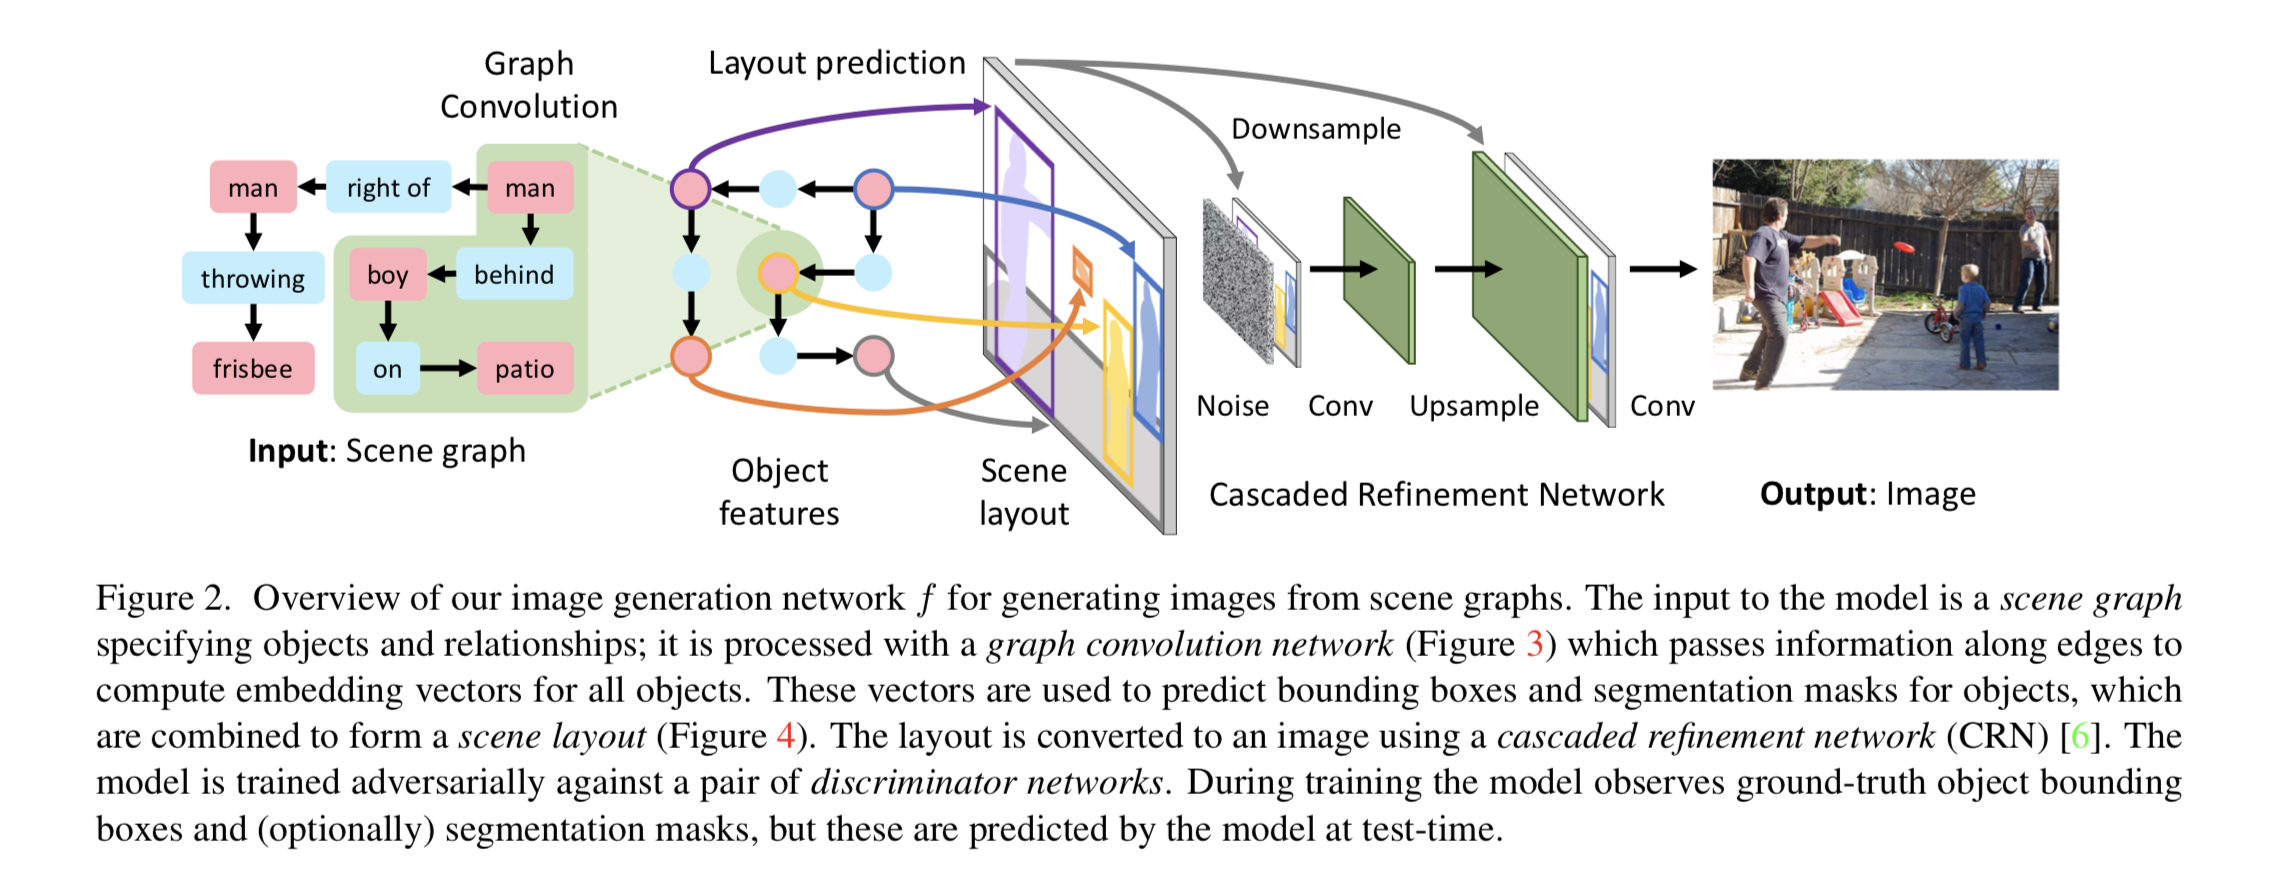 Graph
Convolution
Layout prediction
Downsample
man
right of
man
throwing
boy
behind
frisbee
on
patio
Input: Scene graph
Object
features
Scene
layout
Noise
Conv
Upsample
Conv
Cascaded Refinement Network
Output: Image
Figure 2. Overview of our image generation network f for generating images from scene graphs. The input to the model is a scene graph
specifying objects and relationships; it is processed with a graph convolution network (Figure 3) which passes information along edges to
compute embedding vectors for all objects. These vectors are used to predict bounding boxes and segmentation masks for objects, which
are combined to form a scene layout (Figure 4). The layout is converted to an image using a cascaded refinement network (CRN) [6]. The
model is trained adversarially against a pair of discriminator networks. During training the model observes ground-truth object bounding
boxes and (optionally) segmentation masks, but these are predicted by the model at test-time.